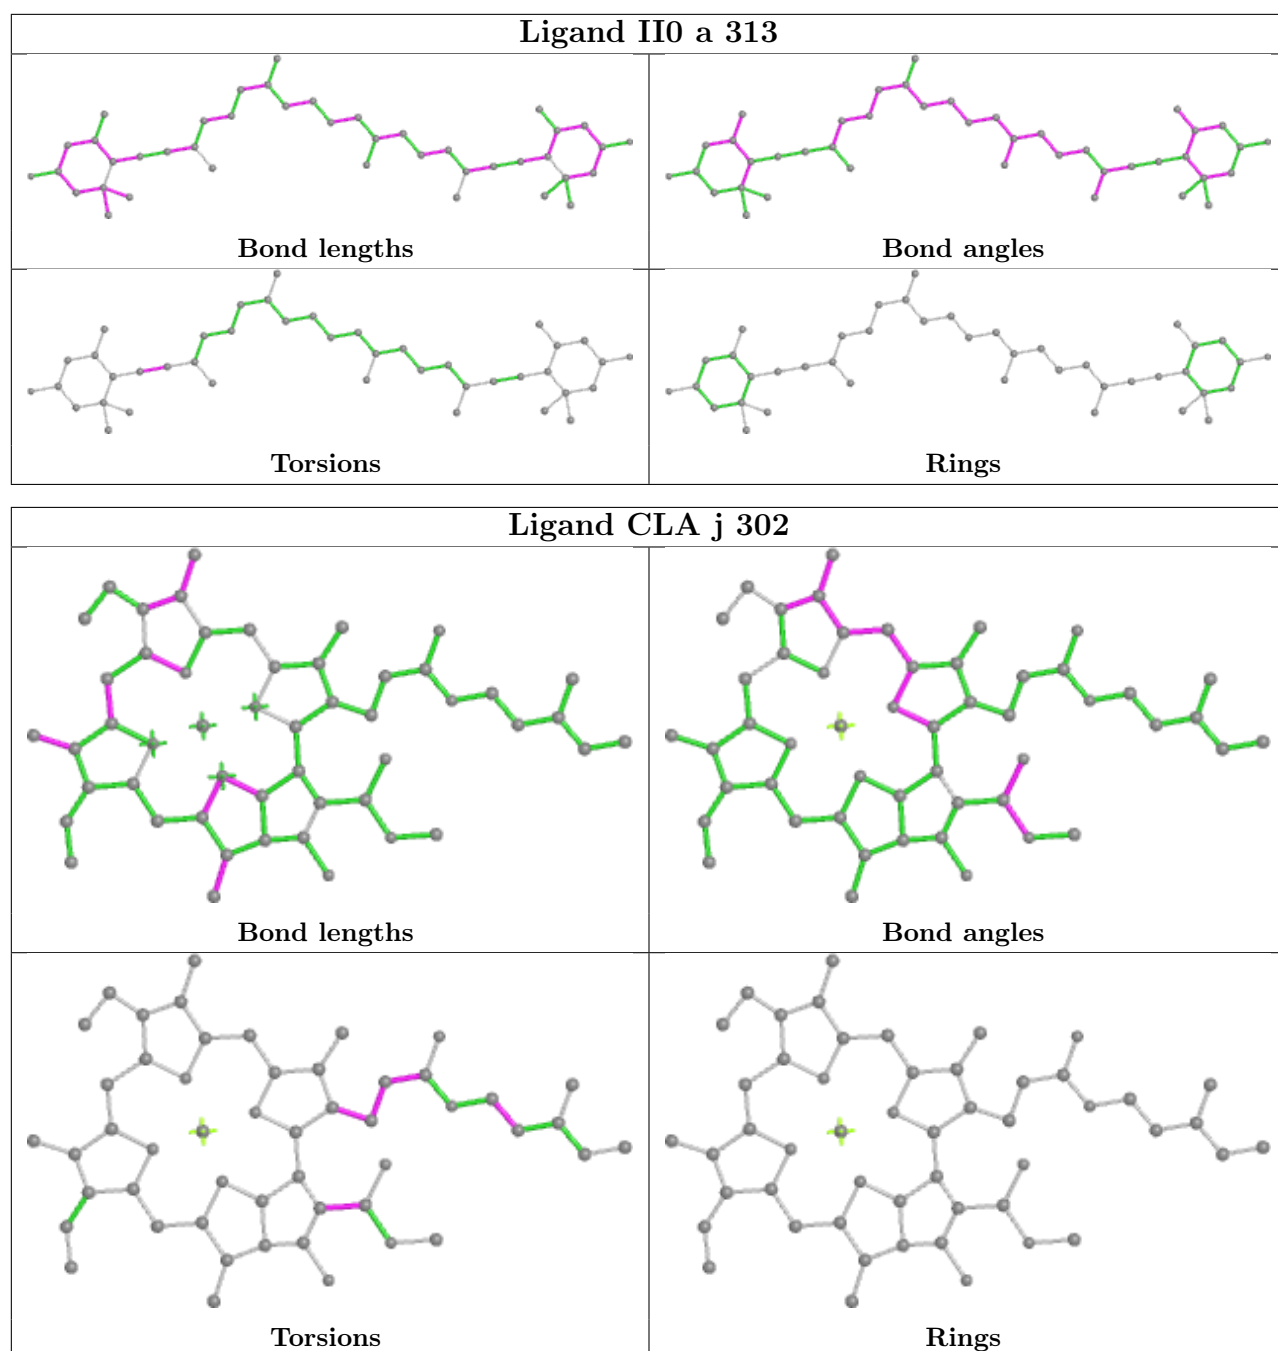 Ligand II0 a 313
Bond lengths
Bond angles
Torsions
Rings
Ligand CLA j 302
Bond lengths
Bond angles
Torsions
Rings